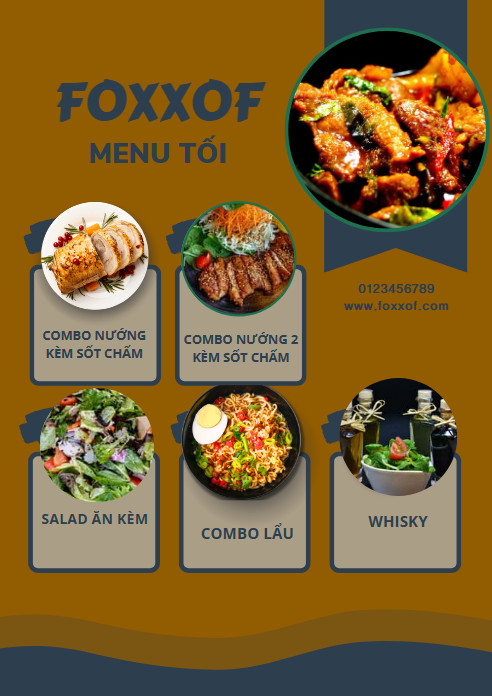 FOXXOF
MENU TỐI
0123456789
www.foxxof.com
COMBO NƯỚNG
KÈM SỐT CHẤM
COMBO NƯỚNG 2
KÈM SỐT CHẤM
SALAD ĂN KÈM
COMBO LẨU
WHISKY